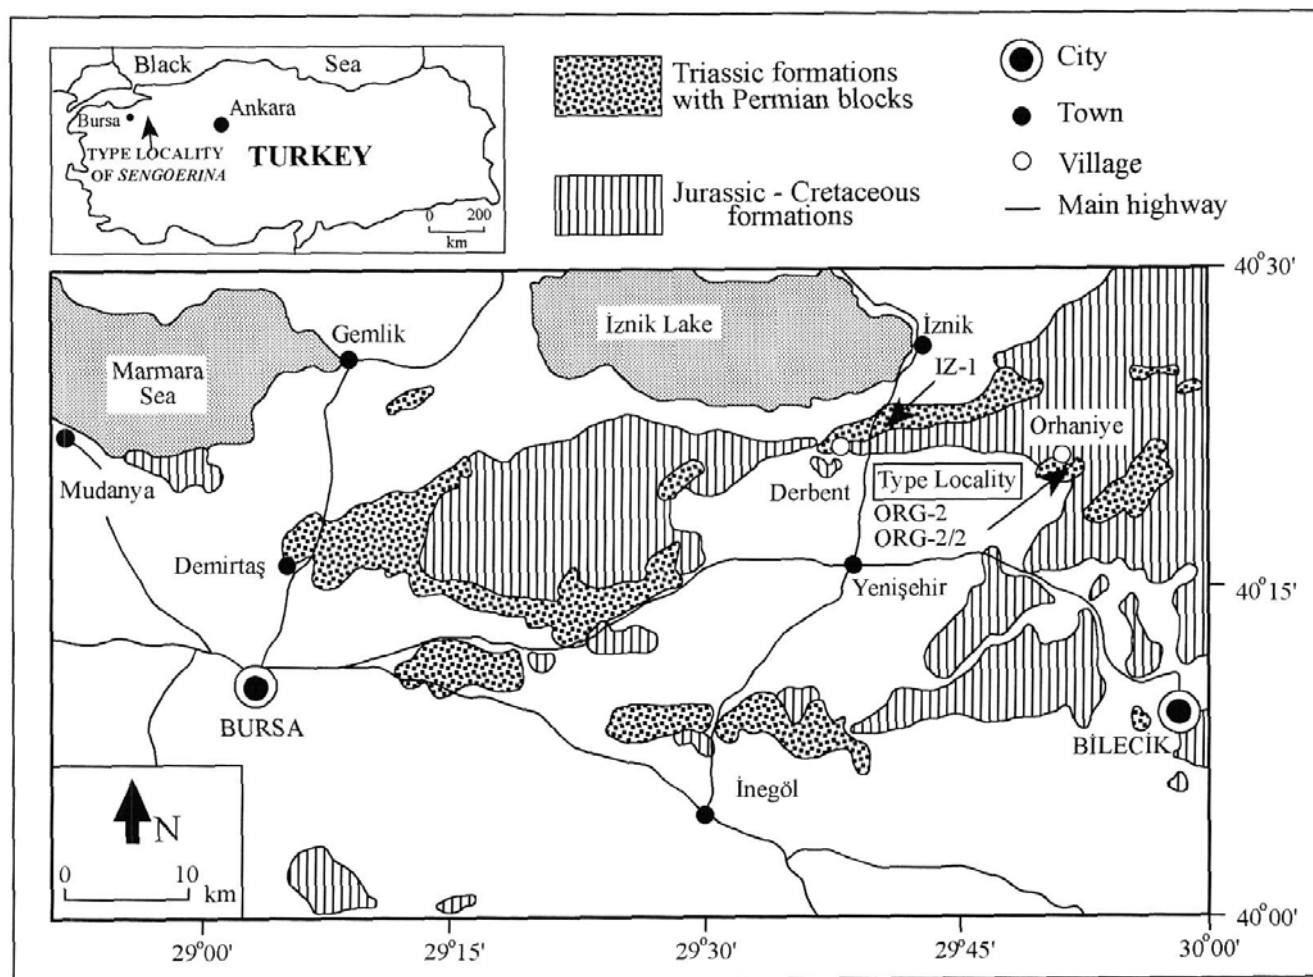 Black Sea
Bursa
Ankara
TYPE LOCALITY
OF SENGOERINA
TURKEY
0 200
km
Triassic formations
with Permian blocks
Jurassic - Cretaceous
formations
City
Town
Village
Main highway
40°30'
Gemlik
İznik Lake
İznik
Marmara
Sea
IZ-1
Orhaniye
Mudanya
Derbent
Type Locality
ORG-2
ORG-2/2
Demirtaş
Yenişehir
40°15'
BURSA
BİLECİK
İnegöl
N
0 10
km
40°00'
29°00' 29°15' 29°30' 29°45' 30°00'